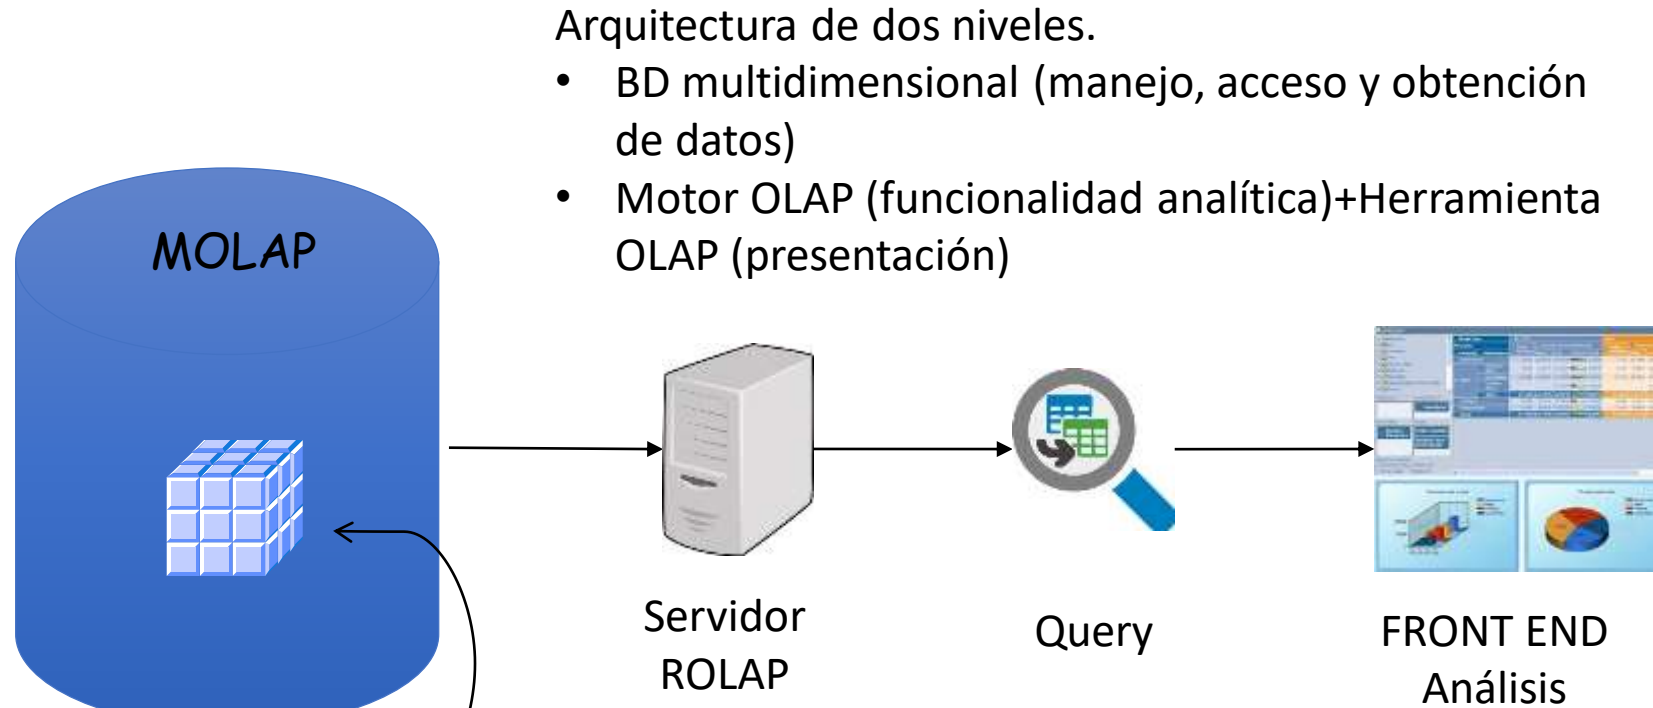 Arquitectura de dos niveles.
• BD multidimensional (manejo, acceso y obtención
de datos)
• Motor OLAP (funcionalidad analítica)+Herramienta
OLAP (presentación)
MOLAP
Servidor
ROLAP
Query
FRONT END
Análisis